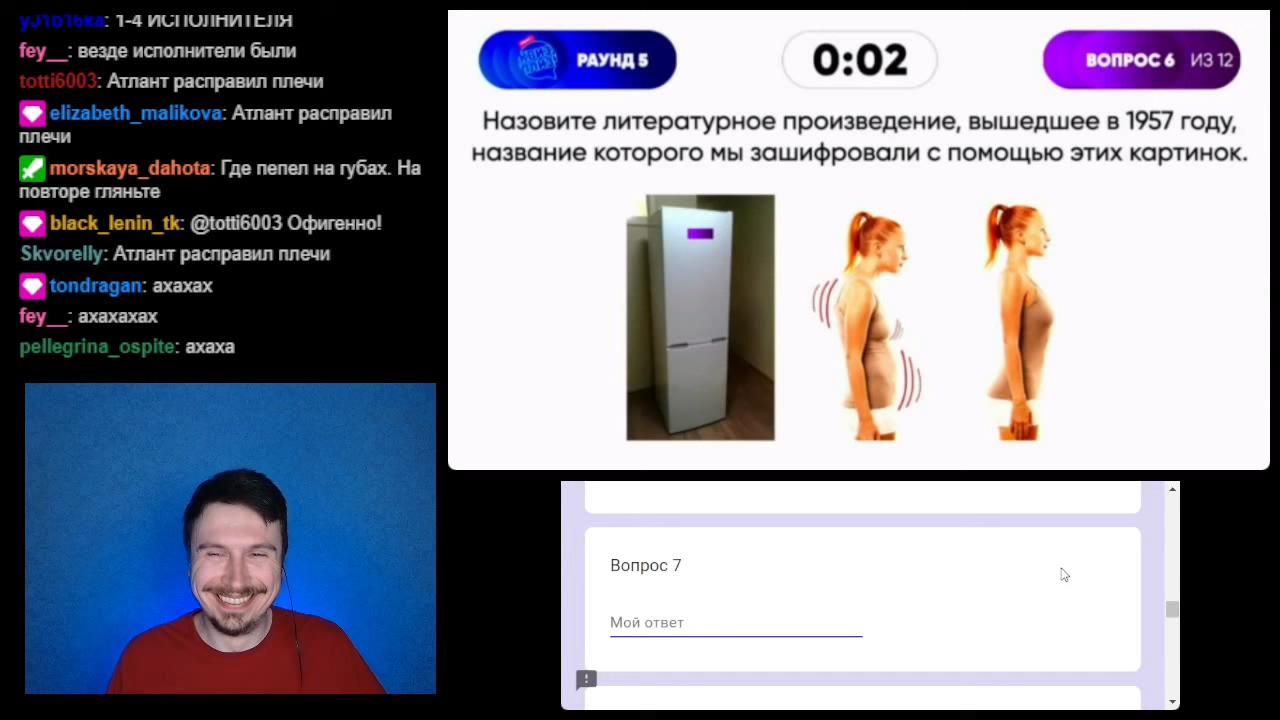 yJ1b16ka: 1-4 ИСПОЛНИТЕЛЯ
fey__: везде исполнители были
totti6003: Атлант расправил плечи
elizabeth_malikova: Атлант расправил
плечи
morskaya_dahota: Где пепел на губах. На
повторе гляньте
black_lenin_tk: @totti6003 Офигенно!
Skvorelly: Атлант расправил плечи
tondragan: ахахах
fey__: ахахахах
pellegrina_ospite: ахаха
КВИЗ ПЛИЗ
РАУНД 5
0:02
ВОПРОС 6 ИЗ 12
Назовите литературное произведение, вышедшее в 1957 году,
название которого мы зашифровали с помощью этих картинок.
Вопрос 7
Мой ответ